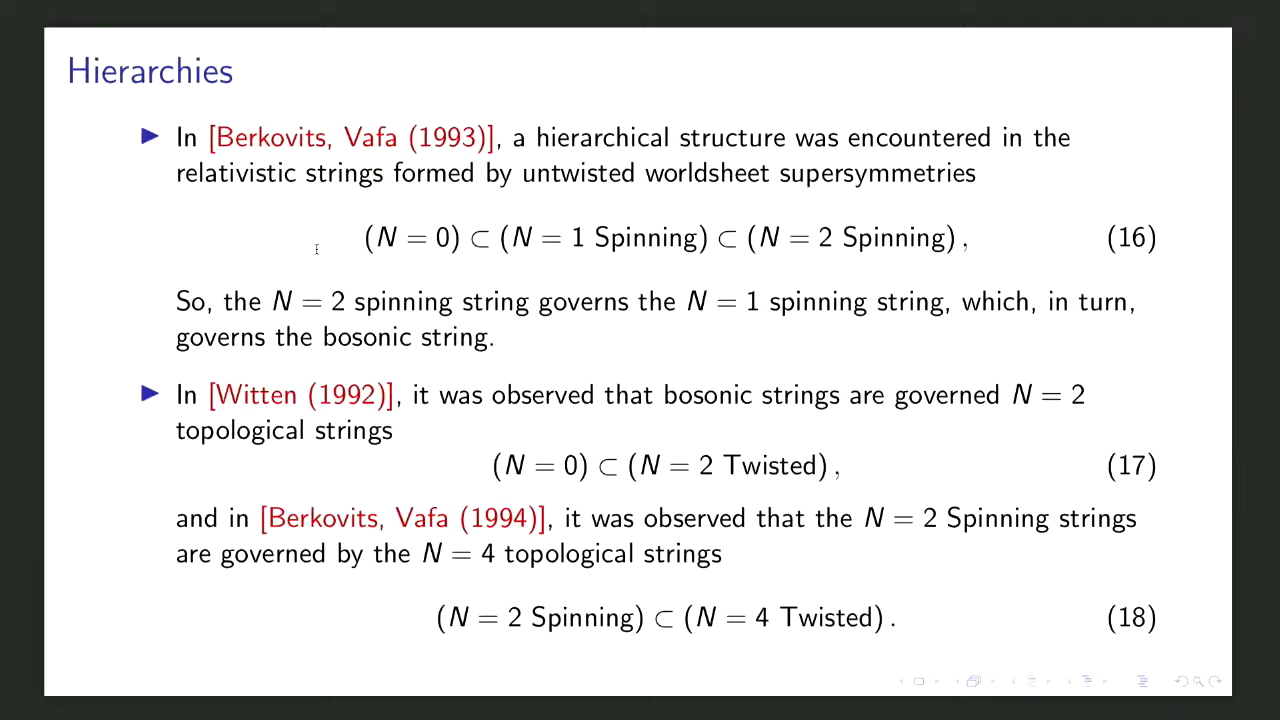 Hierarchies
▶ In [Berkovits, Vafa (1993)], a hierarchical structure was encountered in the
relativistic strings formed by untwisted worldsheet supersymmetries
(N = 0) ⊂ (N = 1 Spinning) ⊂ (N = 2 Spinning) , (16)
So, the N = 2 spinning string governs the N = 1 spinning string, which, in turn,
governs the bosonic string.
▶ In [Witten (1992)], it was observed that bosonic strings are governed N = 2
topological strings
(N = 0) ⊂ (N = 2 Twisted) , (17)
and in [Berkovits, Vafa (1994)], it was observed that the N = 2 Spinning strings
are governed by the N = 4 topological strings
(N = 2 Spinning) ⊂ (N = 4 Twisted) . (18)